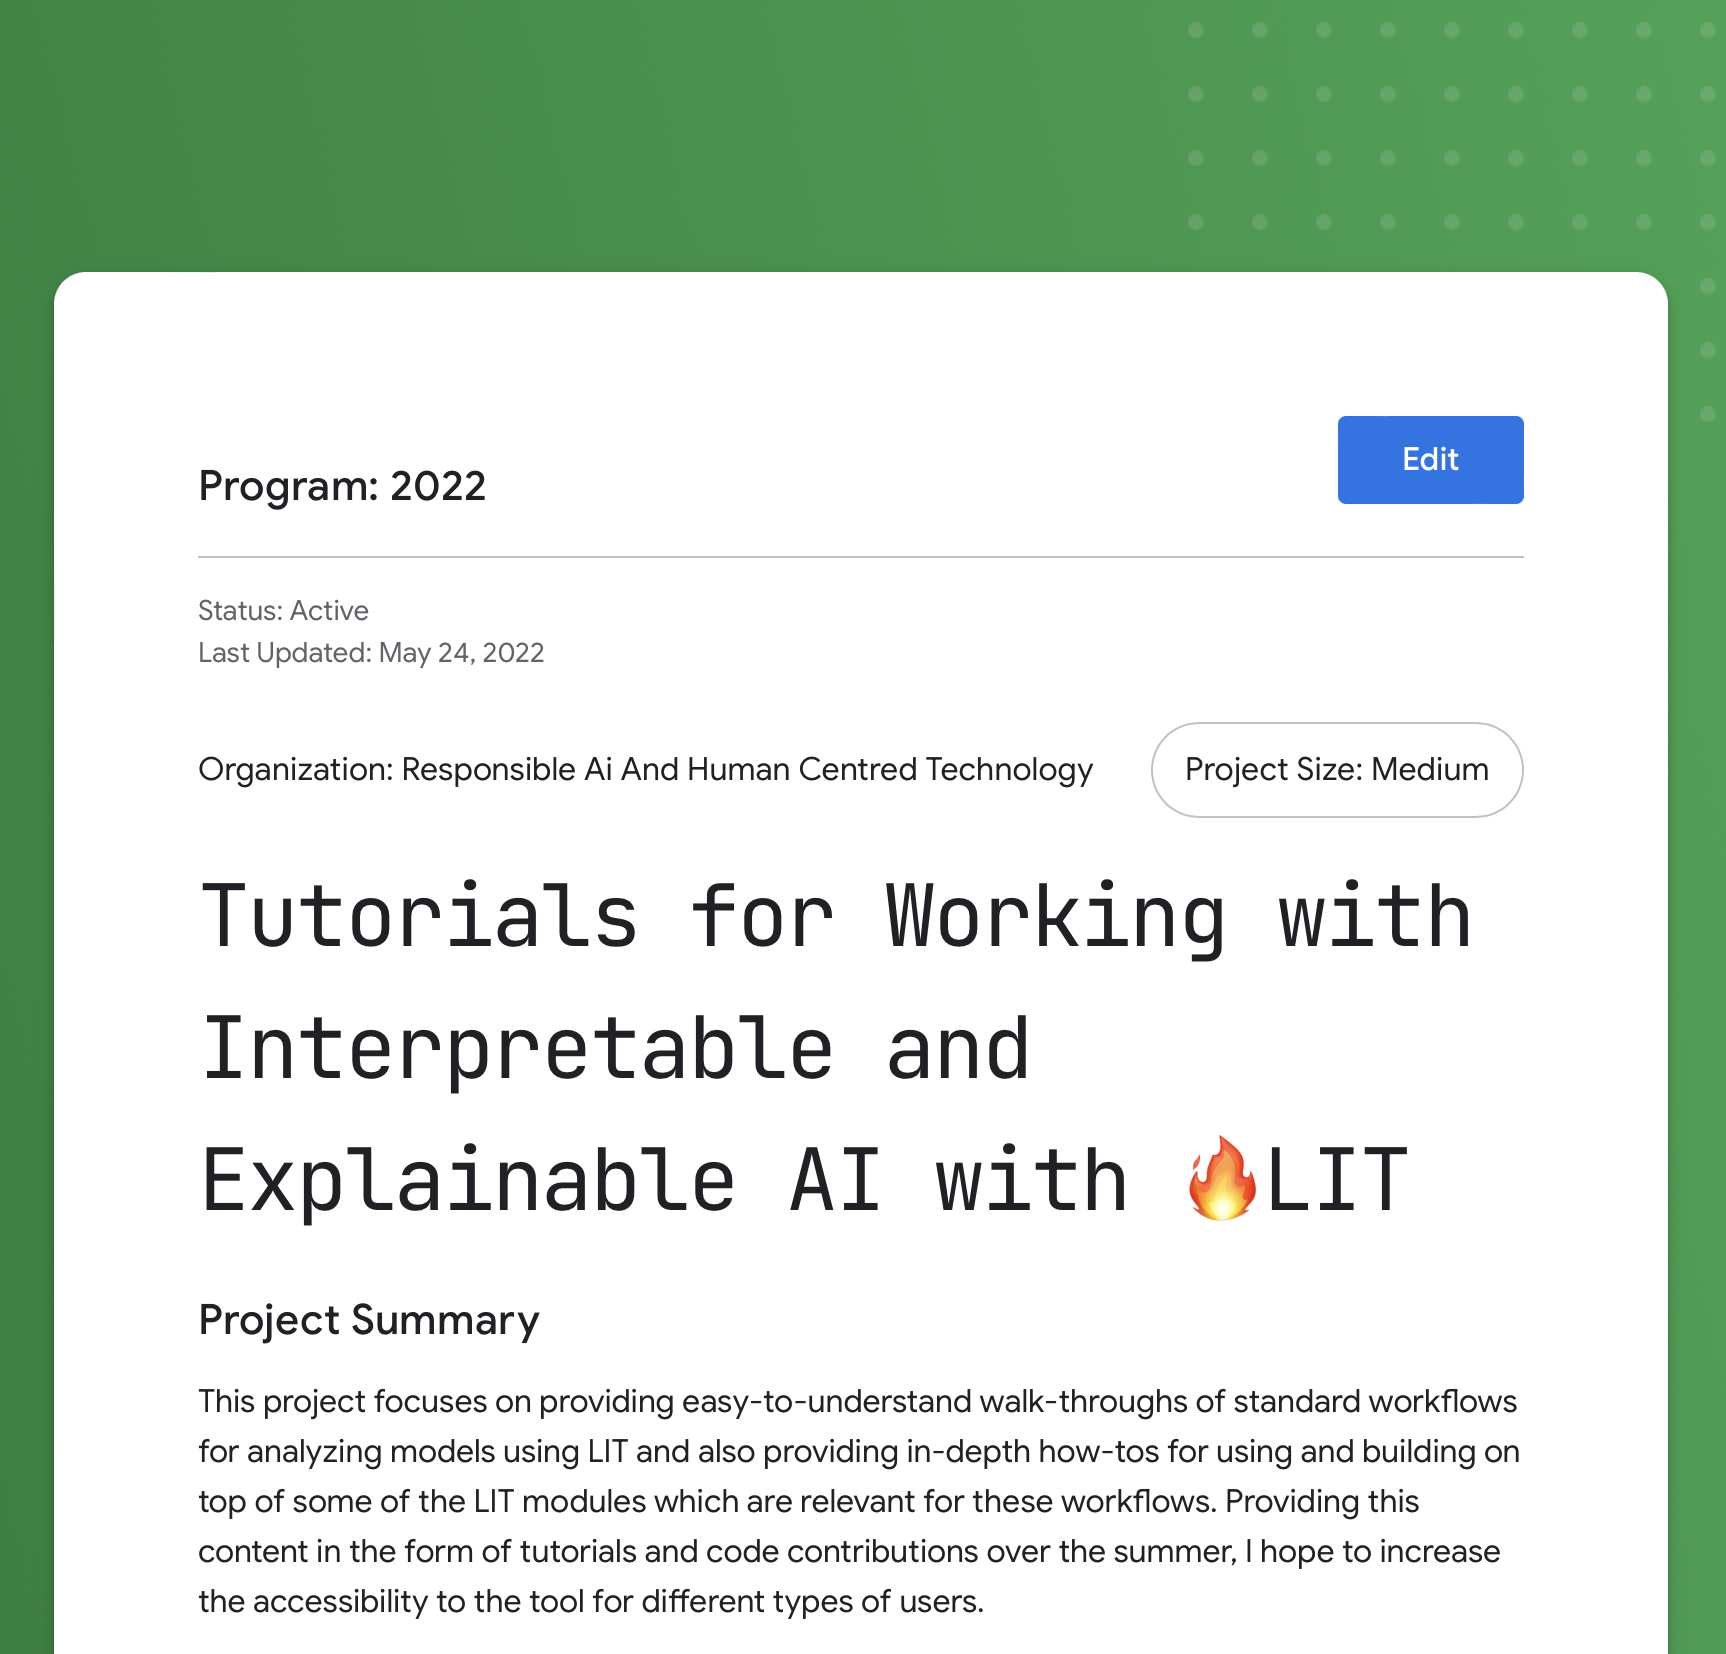 Edit
Program: 2022
Status: Active
Last Updated: May 24, 2022
Organization: Responsible Ai And Human Centred Technology
Project Size: Medium
Tutorials for Working with
Interpretable and
Explainable AI with 🔥LIT
Project Summary
This project focuses on providing easy-to-understand walk-throughs of standard workflows
for analyzing models using LIT and also providing in-depth how-tos for using and building on
top of some of the LIT modules which are relevant for these workflows. Providing this
content in the form of tutorials and code contributions over the summer, I hope to increase
the accessibility to the tool for different types of users.